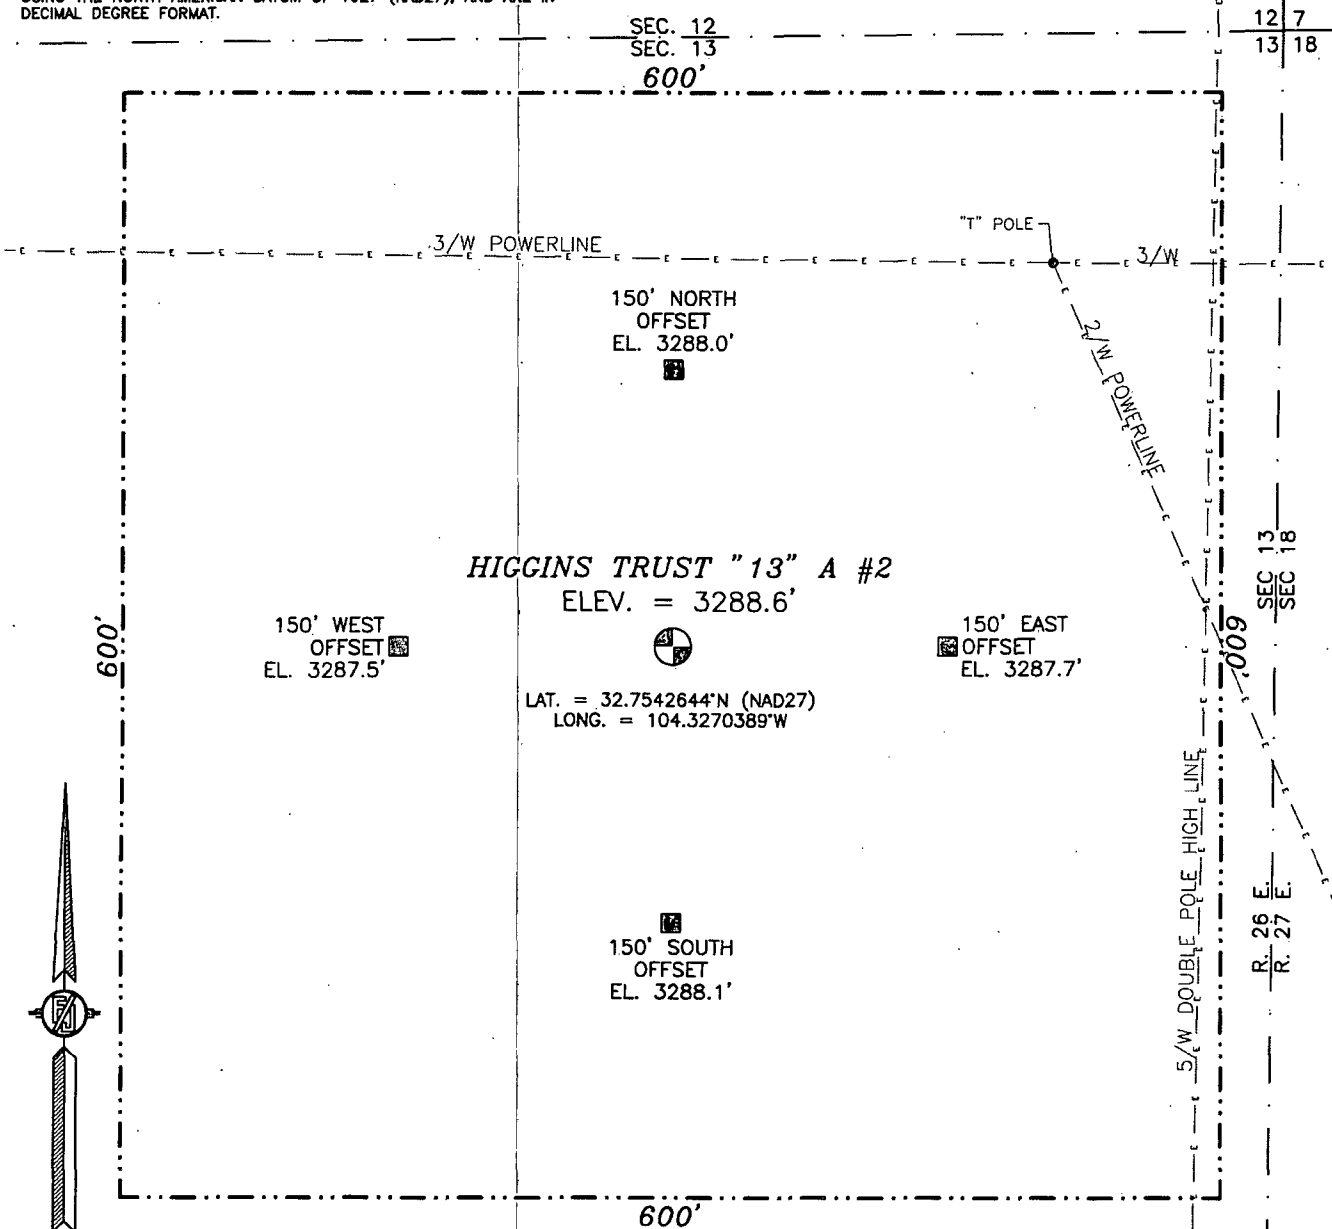 DECIMAL DEGREE FORMAT.
SEC. 12
SEC. 13
12 7
13 18
600'
"T" POLE
3/W POWERLINE
3/W
150' NORTH
OFFSET
EL. 3288.0'
2/W POWERLINE
HIGGINS TRUST "13" A #2
ELEV. = 3288.6'
SEC 13
SEC 18
600'
150' WEST
OFFSET
EL. 3287.5'
150' EAST
OFFSET
EL. 3287.7'
600'
LAT. = 32.7542644°N (NAD27)
LONG. = 104.3270389°W
5/W DOUBLE POLE HIGH LINE
R. 26 E.
R. 27 E.
150' SOUTH
OFFSET
EL. 3288.1'
600'